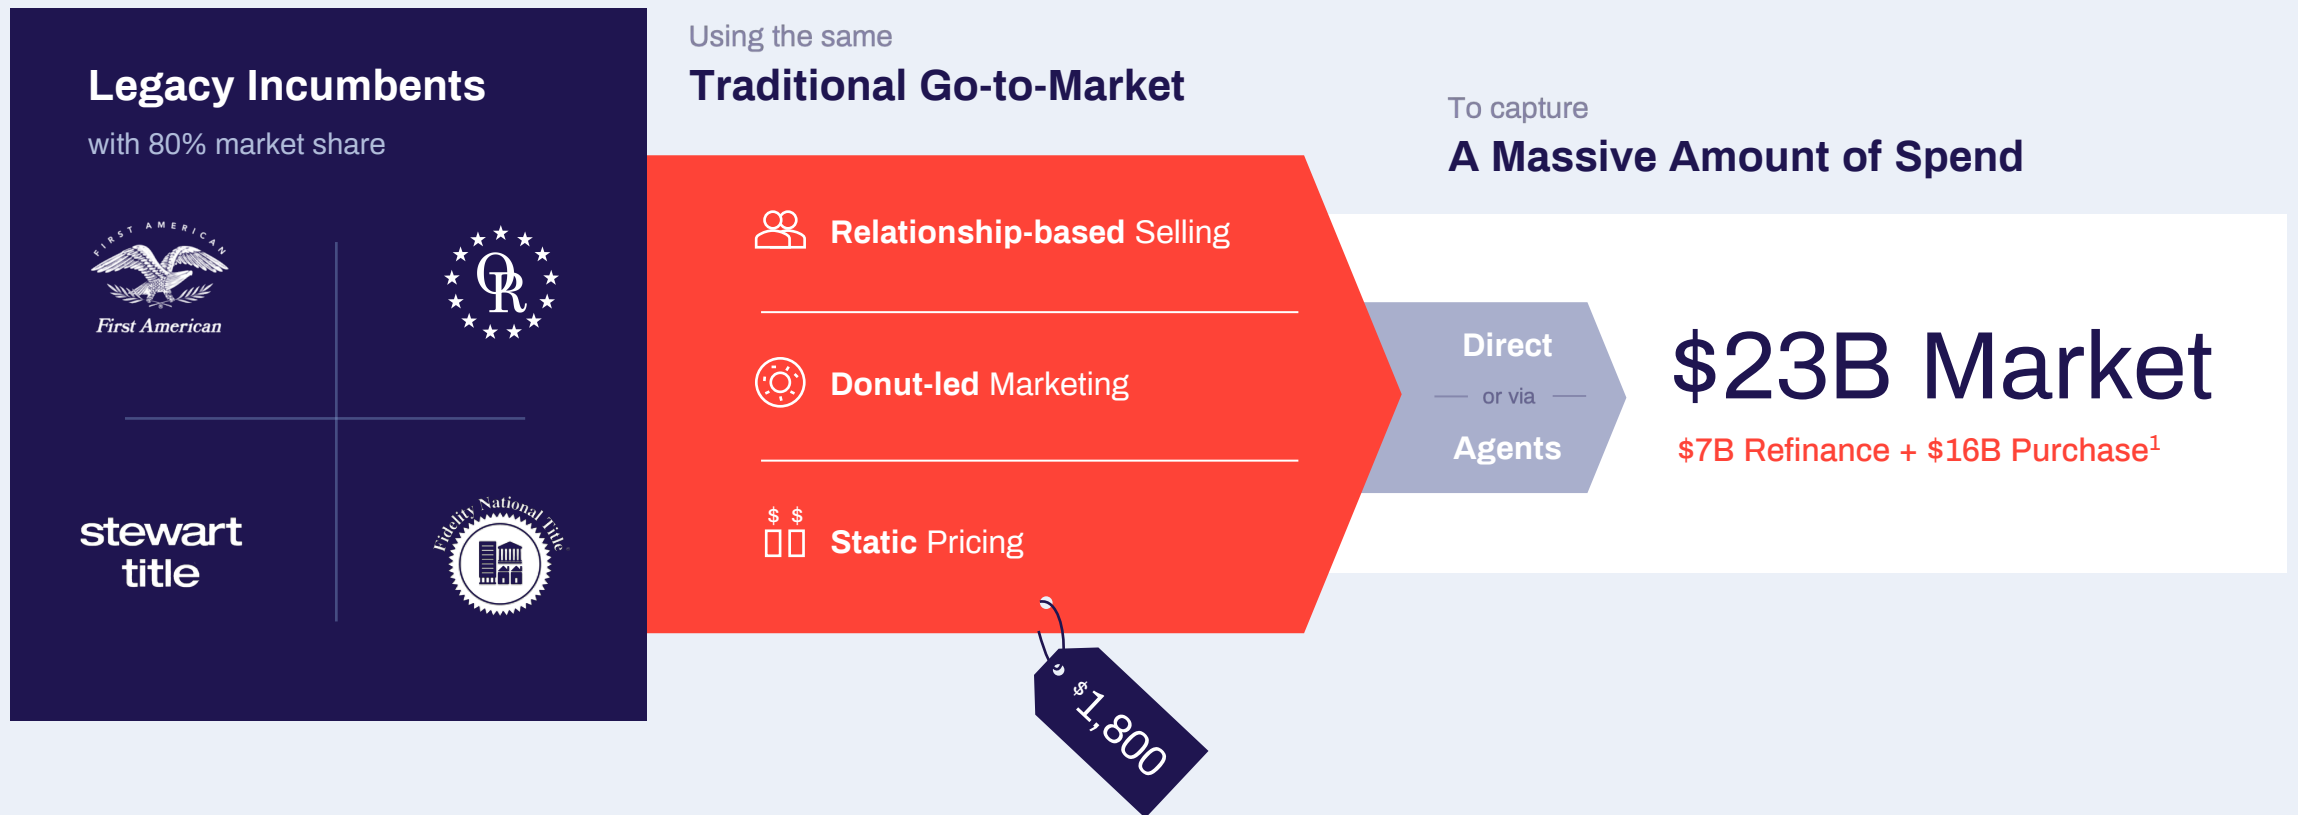 Legacy Incumbents
with 80% market share
FIRST AMERICAN
First American
OR
stewart
title
Fidelity National Title
Using the same
Traditional Go-to-Market
Relationship-based Selling
Donut-led Marketing
$ $
Static Pricing
$1,800
To capture
A Massive Amount of Spend
Direct
or via
Agents
$23B Market
$7B Refinance + $16B Purchase¹